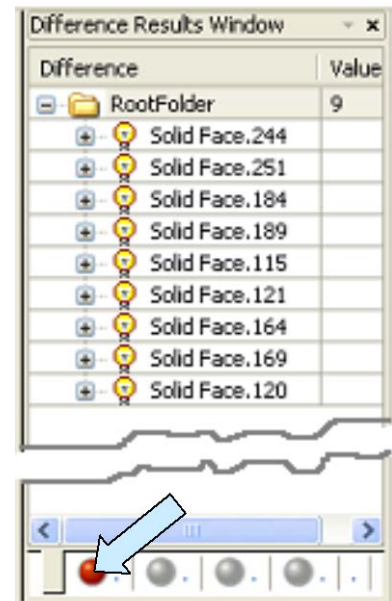 Difference Results Window
Difference Value
RootFolder 9
Solid Face.244
Solid Face.251
Solid Face.184
Solid Face.189
Solid Face.115
Solid Face.121
Solid Face.164
Solid Face.169
Solid Face.120